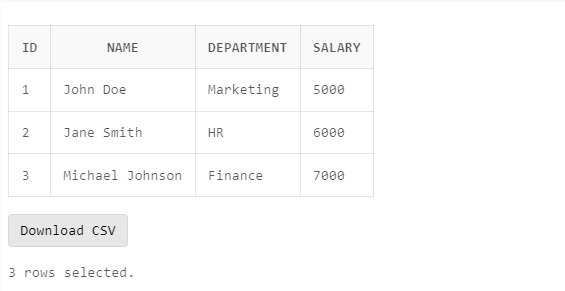 ID NAME DEPARTMENT SALARY
1 John Doe Marketing 5000
2 Jane Smith HR 6000
3 Michael Johnson Finance 7000
Download CSV
3 rows selected.